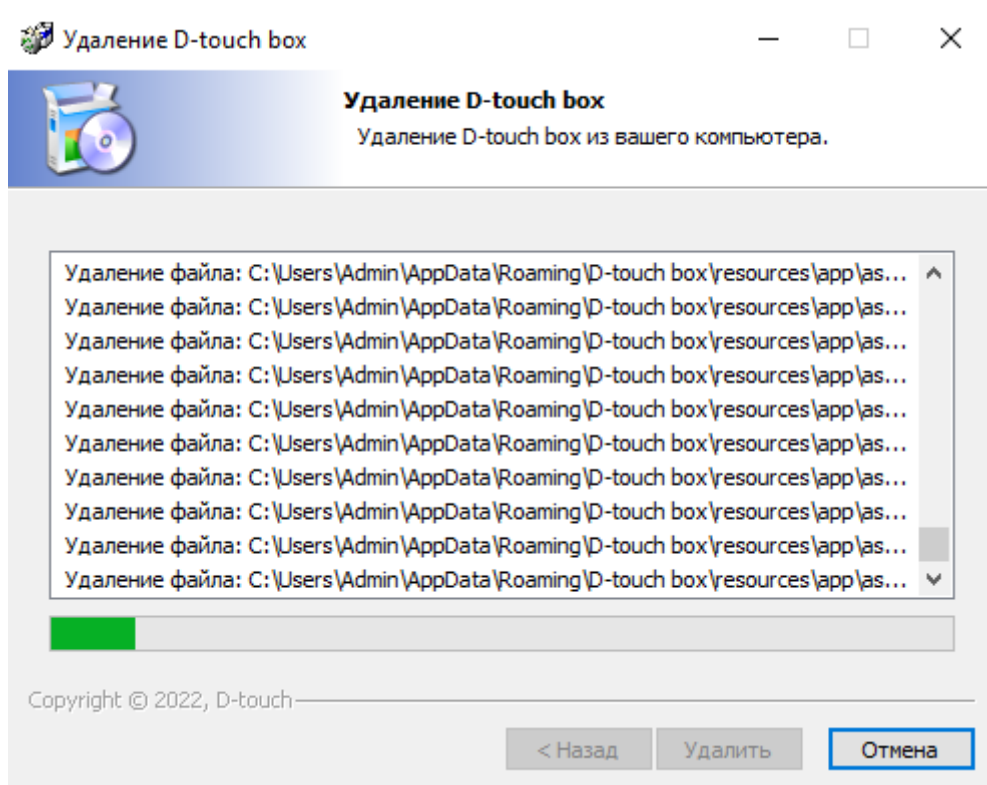 Удаление D-touch box
Удаление D-touch box
Удаление D-touch box из вашего компьютера.
Удаление файла: C:\Users\Admin\AppData\Roaming\D-touch box\resources\app\as...
Удаление файла: C:\Users\Admin\AppData\Roaming\D-touch box\resources\app\as...
Удаление файла: C:\Users\Admin\AppData\Roaming\D-touch box\resources\app\as...
Удаление файла: C:\Users\Admin\AppData\Roaming\D-touch box\resources\app\as...
Удаление файла: C:\Users\Admin\AppData\Roaming\D-touch box\resources\app\as...
Удаление файла: C:\Users\Admin\AppData\Roaming\D-touch box\resources\app\as...
Удаление файла: C:\Users\Admin\AppData\Roaming\D-touch box\resources\app\as...
Удаление файла: C:\Users\Admin\AppData\Roaming\D-touch box\resources\app\as...
Удаление файла: C:\Users\Admin\AppData\Roaming\D-touch box\resources\app\as...
Удаление файла: C:\Users\Admin\AppData\Roaming\D-touch box\resources\app\as...
Copyright © 2022, D-touch
< Назад Удалить Отмена